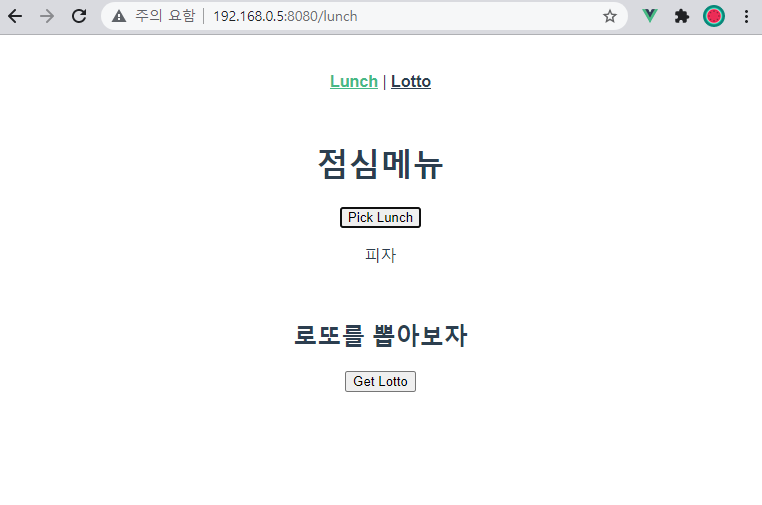 주의 요함 | 192.168.0.5:8080/lunch
Lunch | Lotto
점심메뉴
Pick Lunch
피자
로또를 뽑아보자
Get Lotto